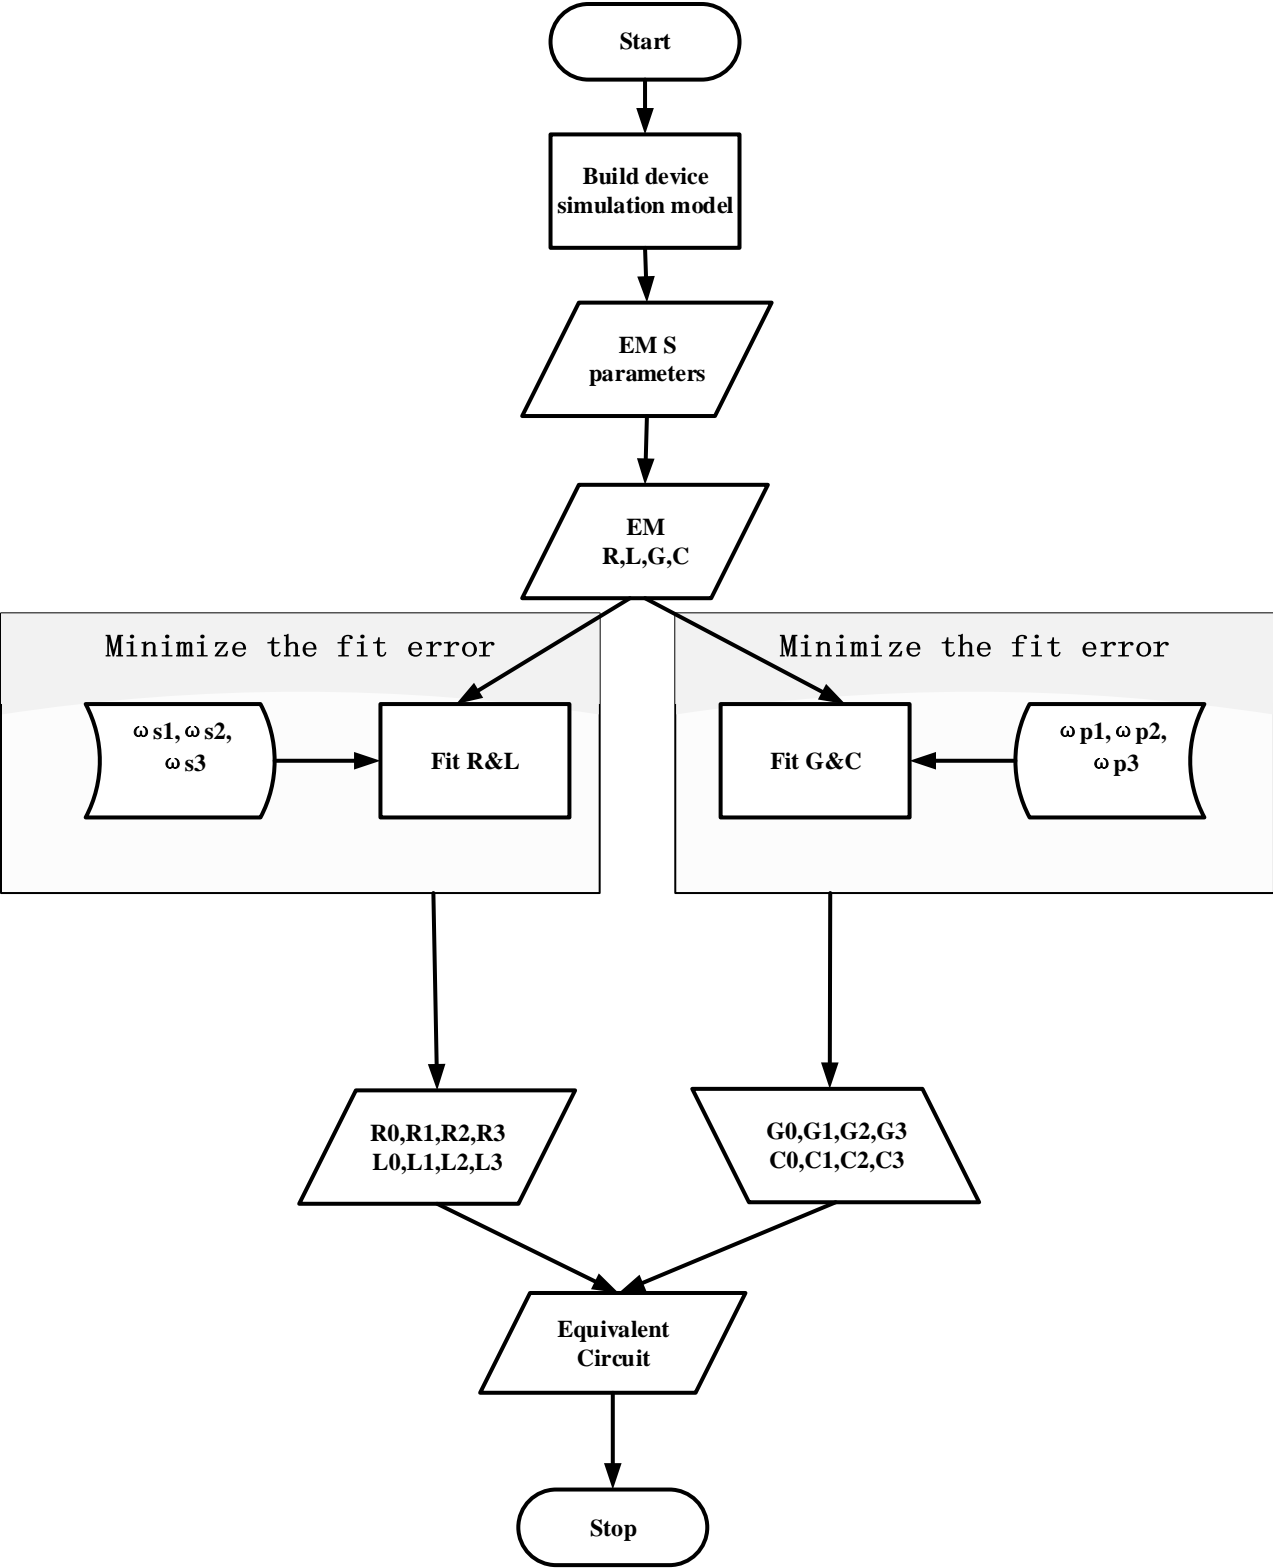 Start
Build device
simulation model
EM S
parameters
EM
R,L,G,C
Minimize the fit error
ωs1,ωs2,
ωs3
Fit R&L
Minimize the fit error
Fit G&C
ωp1,ωp2,
ωp3
R0,R1,R2,R3
L0,L1,L2,L3
G0,G1,G2,G3
C0,C1,C2,C3
Equivalent
Circuit
Stop